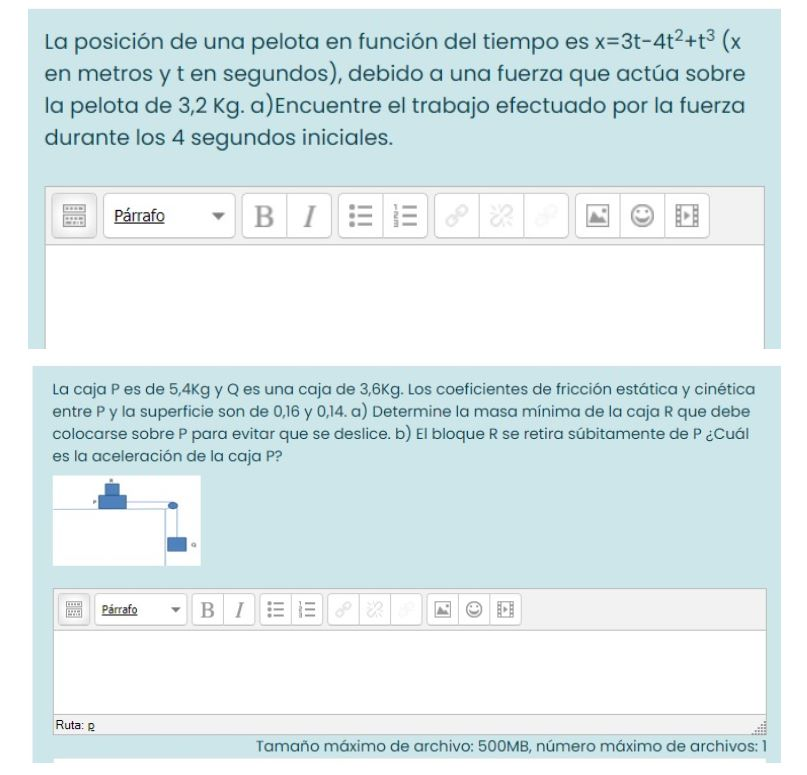 La posición de una pelota en función del tiempo es x=3t-4t²+t³ (x
en metros y t en segundos), debido a una fuerza que actúa sobre
la pelota de 3,2 Kg. a)Encuentre el trabajo efectuado por la fuerza
durante los 4 segundos iniciales.
Párrafo B I
La caja P es de 5,4Kg y Q es una caja de 3,6Kg. Los coeficientes de fricción estática y cinética
entre P y la superficie son de 0,16 y 0,14. a) Determine la masa mínima de la caja R que debe
colocarse sobre P para evitar que se deslice. b) El bloque R se retira súbitamente de P ¿Cuál
es la aceleración de la caja P?
R
P
Q
Párrafo B I
Ruta: p
Tamaño máximo de archivo: 500MB, número máximo de archivos: 1